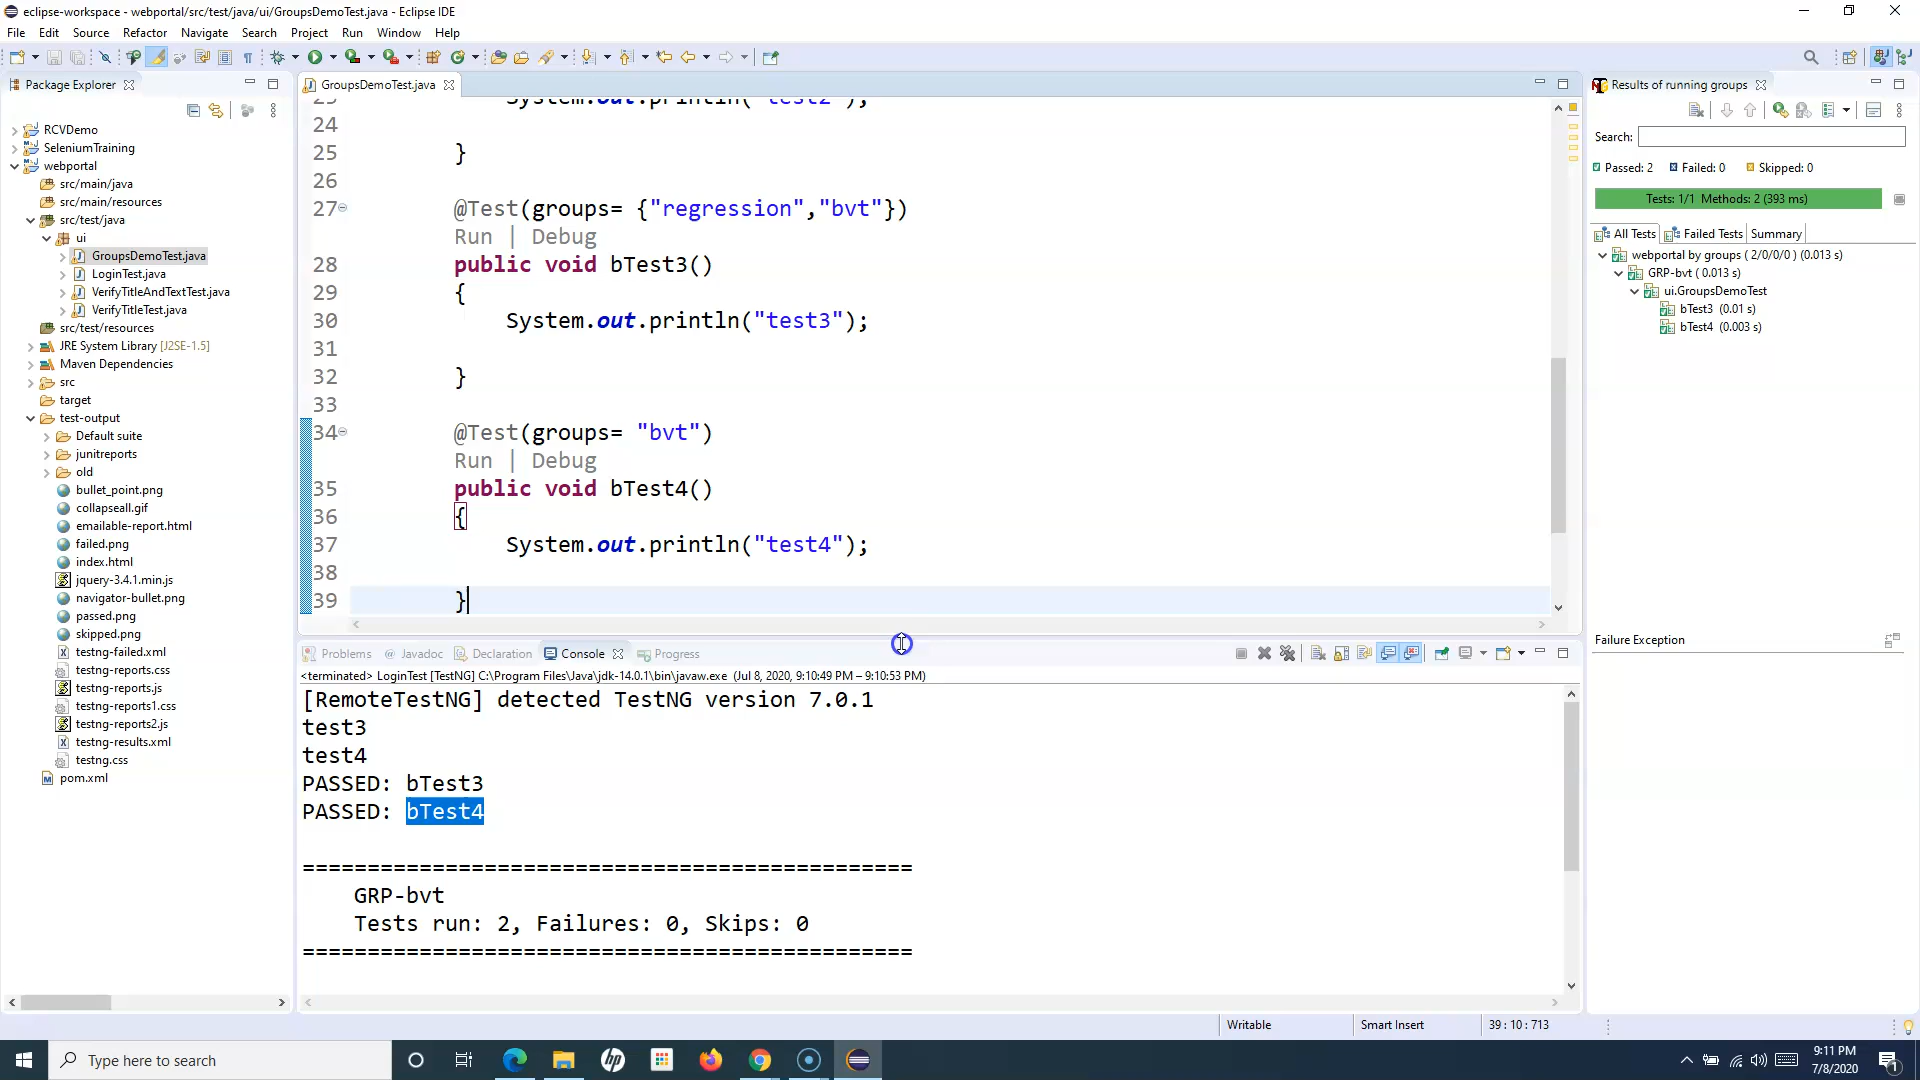 eclipse-workspace - webportal/src/test/java/ui/GroupsDemoTest.java - Eclipse IDE
File Edit Source Refactor Navigate Search Project Run Window Help
Package Explorer
RCVDemo
SeleniumTraining
webportal
src/main/java
src/main/resources
src/test/java
ui
GroupsDemoTest.java
LoginTest.java
VerifyTitleAndTextTest.java
VerifyTitleTest.java
src/test/resources
JRE System Library [J2SE-1.5]
Maven Dependencies
src
target
test-output
Default suite
junitreports
old
bullet_point.png
collapseall.gif
emailable-report.html
failed.png
index.html
jquery-3.4.1.min.js
navigator-bullet.png
passed.png
skipped.png
testng-failed.xml
testng-reports.css
testng-reports.js
testng-reports1.css
testng-reports2.js
testng-results.xml
testng.css
pom.xml
GroupsDemoTest.java
23 System.out.println("test2");
24
25 }
26
27 @Test(groups= {"regression","bvt"})
Run | Debug
28 public void bTest3()
29 {
30 System.out.println("test3");
31
32 }
33
34 @Test(groups= "bvt")
Run | Debug
35 public void bTest4()
36 {
37 System.out.println("test4");
38
39 }
Problems @ Javadoc Declaration Console Progress
<terminated> LoginTest [TestNG] C:\Program Files\Java\jdk-14.0.1\bin\javaw.exe (Jul 8, 2020, 9:10:49 PM – 9:10:53 PM)
[RemoteTestNG] detected TestNG version 7.0.1
test3
test4
PASSED: bTest3
PASSED: bTest4
===============================================
GRP-bvt
Tests run: 2, Failures: 0, Skips: 0
===============================================
Results of running groups
Search:
Passed: 2 Failed: 0 Skipped: 0
Tests: 1/1 Methods: 2 (393 ms)
All Tests Failed Tests Summary
webportal by groups ( 2/0/0/0 ) (0.013 s)
GRP-bvt ( 0.013 s)
ui.GroupsDemoTest
bTest3 (0.01 s)
bTest4 (0.003 s)
Failure Exception
Writable Smart Insert 39 : 10 : 713
Type here to search
hp
9:11 PM
7/8/2020
1